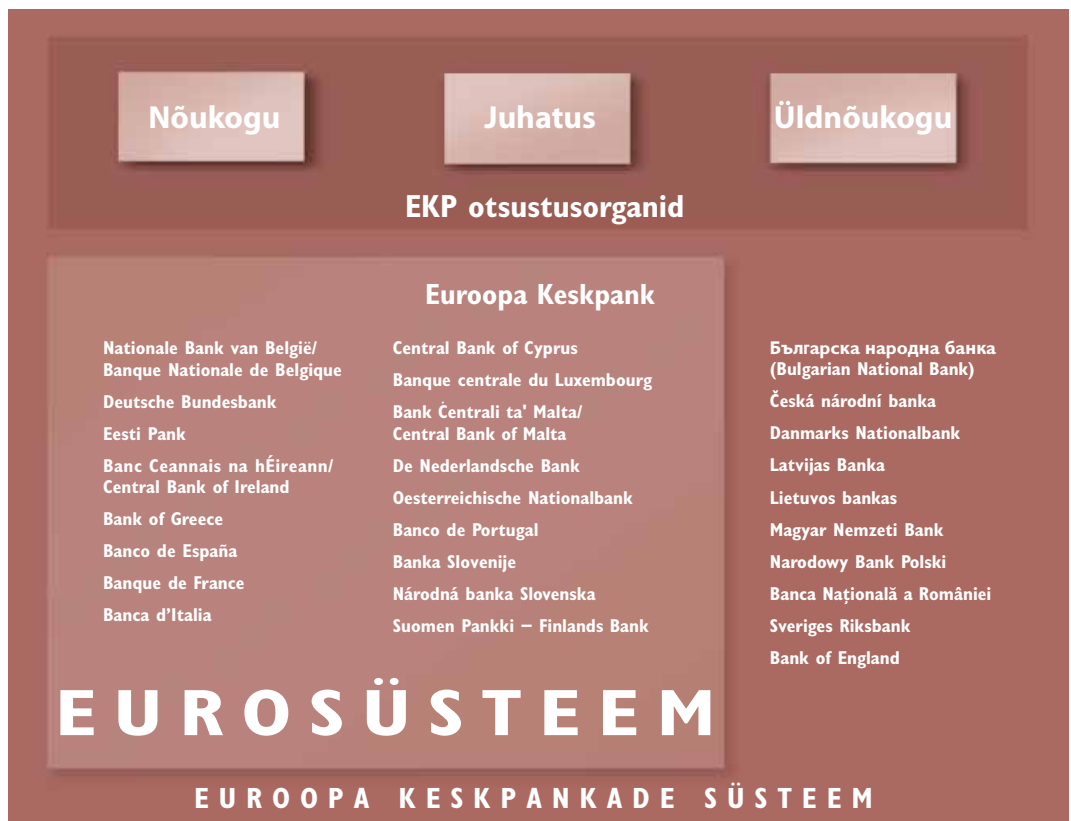 Nõukogu
Juhatus
Üldnõukogu
EKP otsustusorganid
Euroopa Keskpank
Nationale Bank van België/
Banque Nationale de Belgique
Deutsche Bundesbank
Eesti Pank
Banc Ceannais na hÉireann/
Central Bank of Ireland
Bank of Greece
Banco de España
Banque de France
Banca d’Italia
Central Bank of Cyprus
Banque centrale du Luxembourg
Bank Ċentrali ta' Malta/
Central Bank of Malta
De Nederlandsche Bank
Oesterreichische Nationalbank
Banco de Portugal
Banka Slovenije
Národná banka Slovenska
Suomen Pankki – Finlands Bank
Българска народна банка
(Bulgarian National Bank)
Česká národní banka
Danmarks Nationalbank
Latvijas Banka
Lietuvos bankas
Magyar Nemzeti Bank
Narodowy Bank Polski
Banca Națională a României
Sveriges Riksbank
Bank of England
EUROSÜSTEEM
EUROOPA KESKPANKADE SÜSTEEM